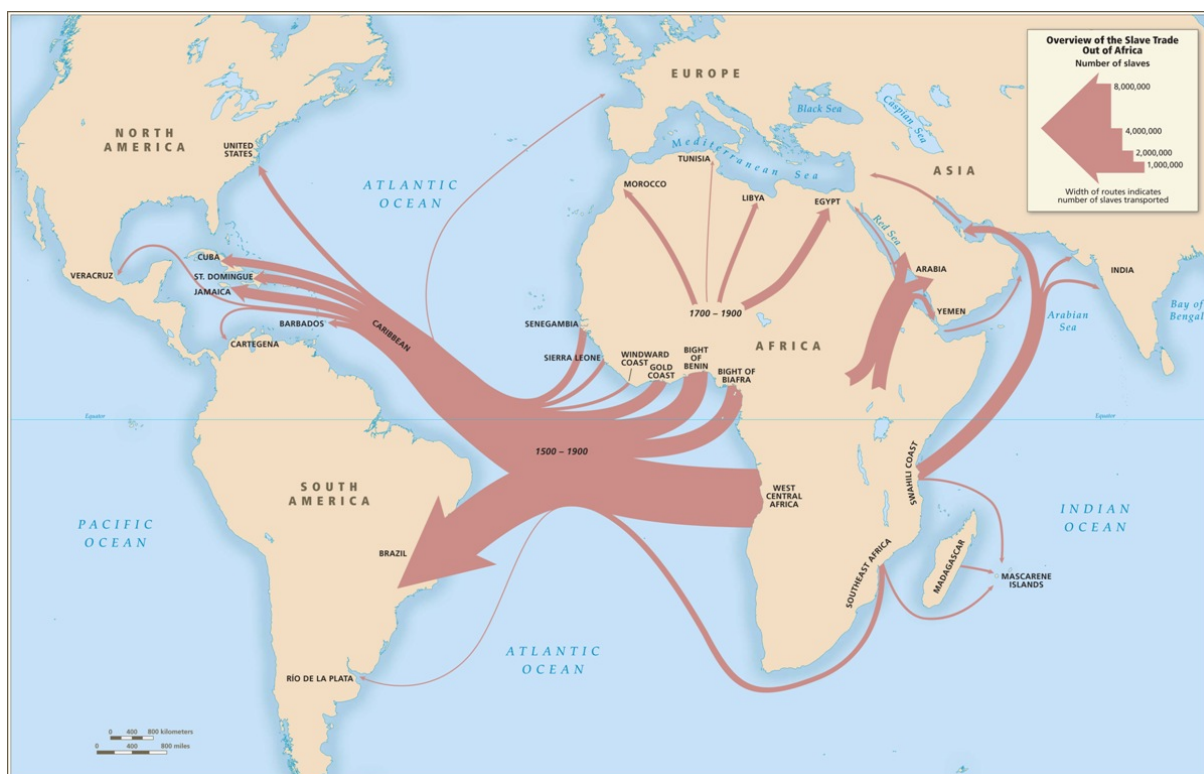 Overview of the Slave Trade
Out of Africa
Number of slaves
8,000,000
4,000,000
2,000,000
1,000,000
Width of routes indicates
number of slaves transported
NORTH
AMERICA
UNITED
STATES
ATLANTIC
OCEAN
EUROPE
Black Sea
Caspian Sea
Mediterranean Sea
ASIA
TUNISIA
MOROCCO
LIBYA
EGYPT
Red Sea
CUBA
ST. DOMINGUE
JAMAICA
VERACRUZ
BARBADOS
CARTEGENA
CARIBBEAN
ARABIA
INDIA
YEMEN
Arabian
Sea
Bay of
Bengal
1700 – 1900
AFRICA
SENEGAMBIA
SIERRA LEONE
WINDWARD
COAST
GOLD
COAST
BIGHT
OF
BENIN
BIGHT OF
BIAFRA
Equator
Equator
1500 – 1900
SOUTH
AMERICA
WEST
CENTRAL
AFRICA
SWAHILI COAST
PACIFIC
OCEAN
INDIAN
OCEAN
BRAZIL
SOUTHEAST AFRICA
MADAGASCAR
MASCARENE
ISLANDS
ATLANTIC
OCEAN
RÍO DE LA PLATA
0 400 800 kilometers
0 400 800 miles